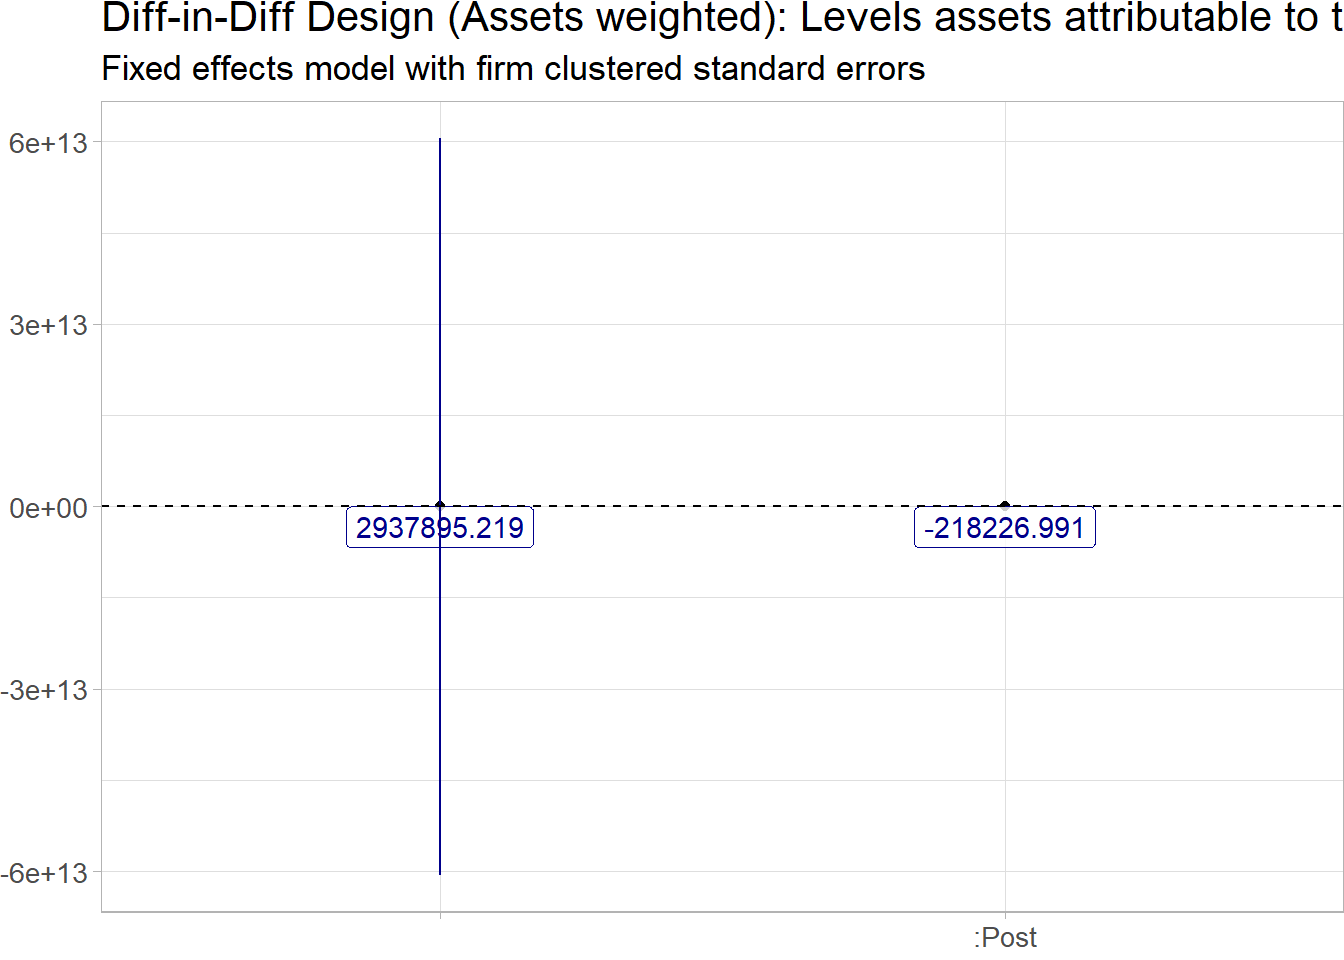 Diff-in-Diff Design (Assets weighted): Levels assets attributable to t
Fixed effects model with firm clustered standard errors
6e+13
3e+13
0e+00
2937895.219 -218226.991
-3e+13
-6e+13
:Post